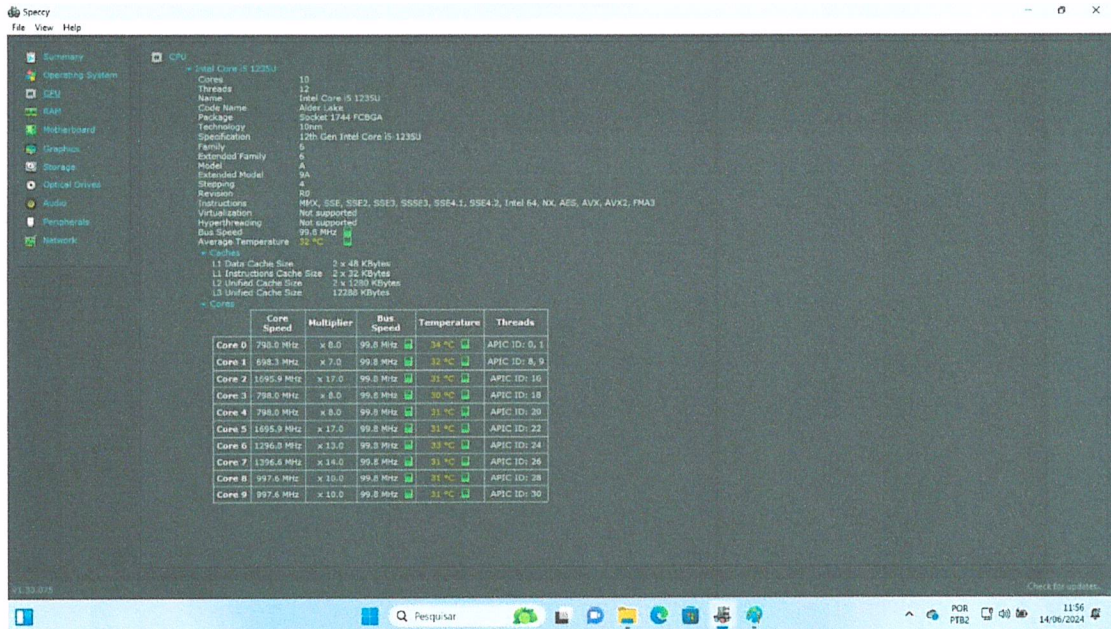 Speccy
File View Help
Summary
Operating System
CPU
RAM
Motherboard
Graphics
Storage
Optical Drives
Audio
Peripherals
Network
CPU
Intel Core i5 1235U
Cores 10
Threads 12
Name Intel Core i5 1235U
Code Name Alder Lake
Package Socket 1744 FCBGA
Technology 10nm
Specification 12th Gen Intel Core i5-1235U
Family 6
Extended Family 6
Model A
Extended Model 9A
Stepping 4
Revision R0
Instructions MMX, SSE, SSE2, SSE3, SSSE3, SSE4.1, SSE4.2, Intel 64, NX, AES, AVX, AVX2, FMA3
Virtualization Not supported
Hyperthreading Not supported
Bus Speed 99.8 MHz
Average Temperature 32 °C
Caches
L1 Data Cache Size 2 x 48 KBytes
L1 Instructions Cache Size 2 x 32 KBytes
L2 Unified Cache Size 2 x 1280 KBytes
L3 Unified Cache Size 12288 KBytes
Cores
Core Speed Multiplier Bus Speed Temperature Threads
Core 0 798.0 MHz x 8.0 99.8 MHz 34 °C APIC ID: 0, 1
Core 1 698.3 MHz x 7.0 99.8 MHz 32 °C APIC ID: 8, 9
Core 2 1695.9 MHz x 17.0 99.8 MHz 31 °C APIC ID: 16
Core 3 798.0 MHz x 8.0 99.8 MHz 30 °C APIC ID: 18
Core 4 798.0 MHz x 8.0 99.8 MHz 31 °C APIC ID: 20
Core 5 1695.9 MHz x 17.0 99.8 MHz 31 °C APIC ID: 22
Core 6 1296.8 MHz x 13.0 99.8 MHz 33 °C APIC ID: 24
Core 7 1396.6 MHz x 14.0 99.8 MHz 31 °C APIC ID: 26
Core 8 997.6 MHz x 10.0 99.8 MHz 31 °C APIC ID: 28
Core 9 997.6 MHz x 10.0 99.8 MHz 31 °C APIC ID: 30
v1.33.075
Check for updates...
Pesquisar
POR
PTB2
11:56
14/06/2024